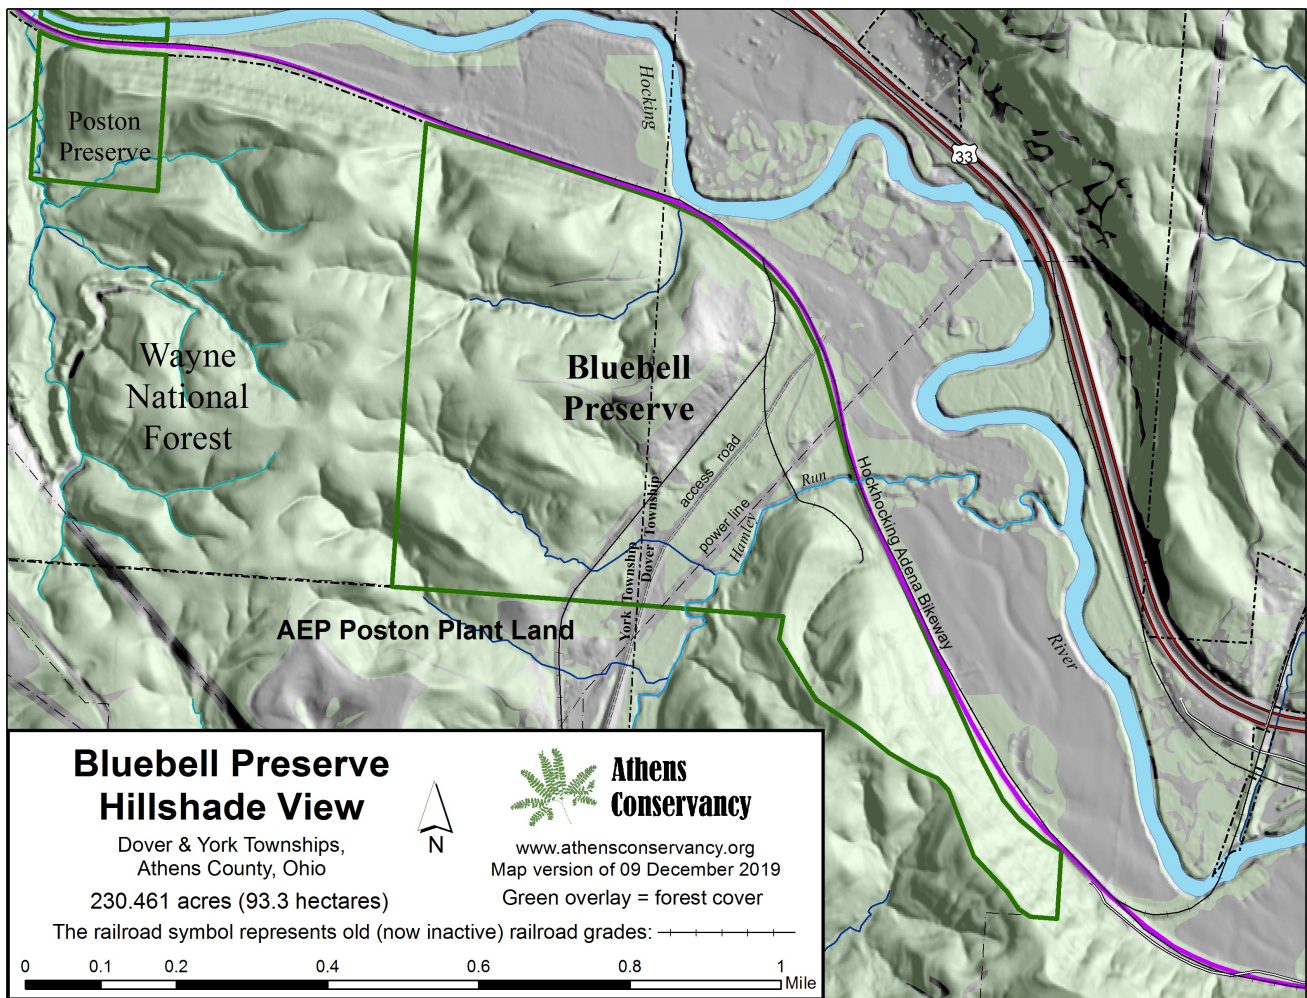 Poston
Preserve
Hocking
33
Wayne
National
Forest
Bluebell
Preserve
access road
power line
Run
Hamley
Hockhocking Adena Bikeway
York Township
Dover Township
River
AEP Poston Plant Land
Bluebell Preserve
Hillshade View
Dover & York Townships,
Athens County, Ohio
230.461 acres (93.3 hectares)
N
Athens
Conservancy
www.athensconservancy.org
Map version of 09 December 2019
Green overlay = forest cover
The railroad symbol represents old (now inactive) railroad grades:
0 0.1 0.2 0.4 0.6 0.8 1
Mile